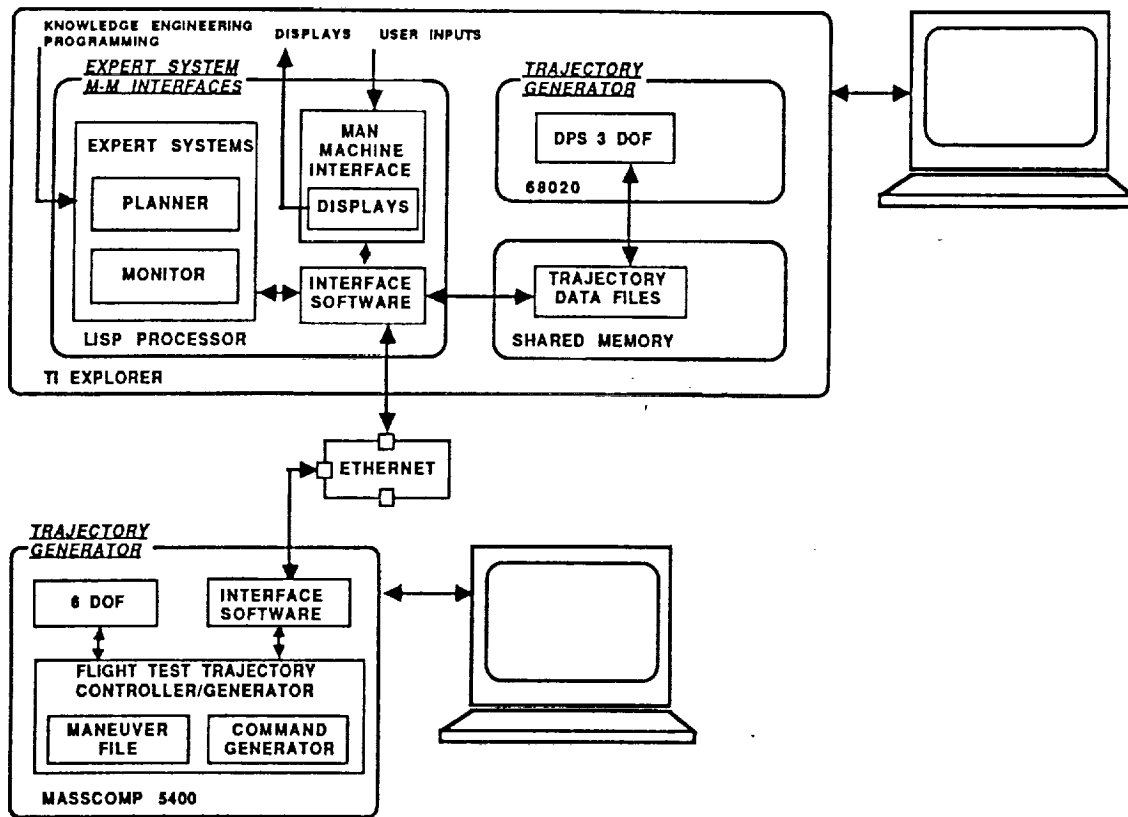 KNOWLEDGE ENGINEERING
PROGRAMMING
DISPLAYS
USER INPUTS
EXPERT SYSTEM
M-M INTERFACES
EXPERT SYSTEMS
PLANNER
MONITOR
LISP PROCESSOR
MAN
MACHINE
INTERFACE
DISPLAYS
INTERFACE
SOFTWARE
TRAJECTORY
GENERATOR
DPS 3 DOF
68020
TRAJECTORY
DATA FILES
SHARED MEMORY
TI EXPLORER
ETHERNET
TRAJECTORY
GENERATOR
6 DOF
INTERFACE
SOFTWARE
FLIGHT TEST TRAJECTORY
CONTROLLER/GENERATOR
MANEUVER
FILE
COMMAND
GENERATOR
MASSCOMP 5400